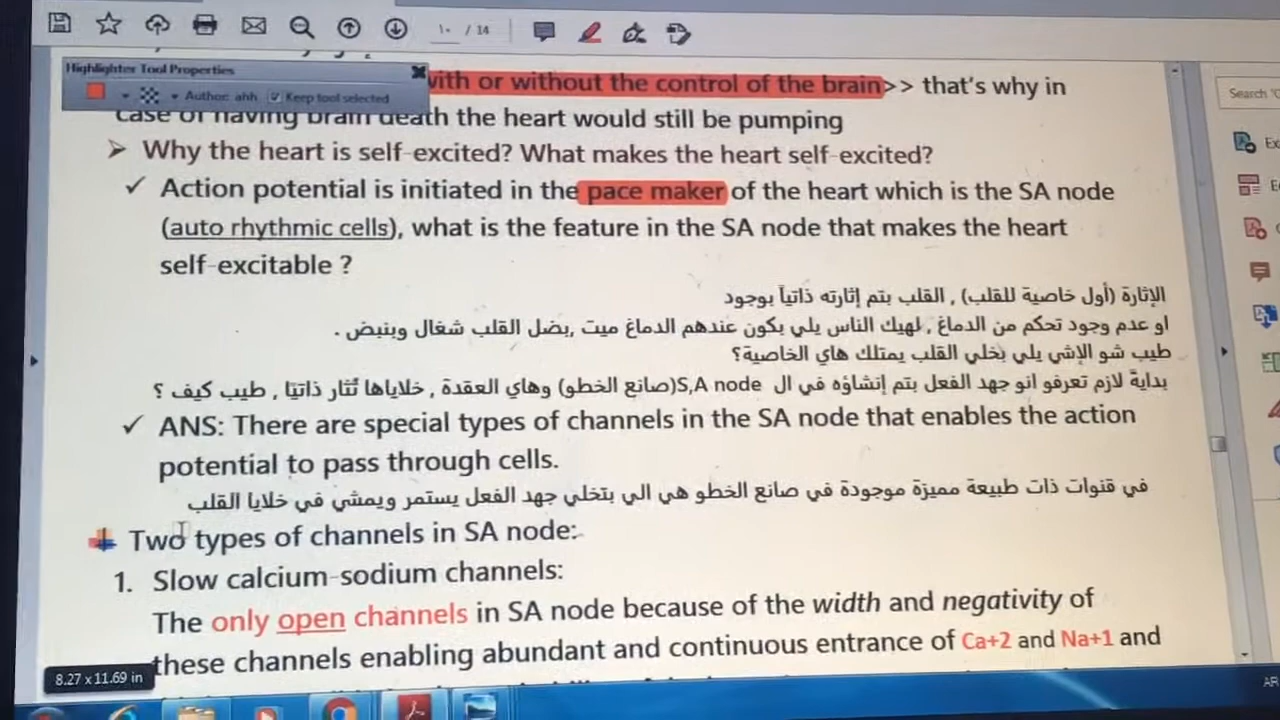 ١٠ / 14
Highlighter Tool Properties
Author: ahh Keep tool selected
with or without the control of the brain>> that's why in
case of having brain death the heart would still be pumping
➢ Why the heart is self-excited? What makes the heart self-excited?
✓ Action potential is initiated in the pace maker of the heart which is the SA node
(auto rhythmic cells), what is the feature in the SA node that makes the heart
self-excitable ?
الإثارة (أول خاصية للقلب) , القلب بتم إثارته ذاتياً بوجود
او عدم وجود تحكم من الدماغ , لهيك الناس يلي بكون عندهم الدماغ ميت ,بضل القلب شغال وبنبض .
طيب شو الإشي يلي بخلي القلب يمتلك هاي الخاصية؟
بدايةً لازم تعرفو انو جهد الفعل بتم إنشاؤه في ال S,A node(صانع الخطو) وهاي العقدة , خلاياها تُثار ذاتيًا , طيب كيف ؟
✓ ANS: There are special types of channels in the SA node that enables the action
potential to pass through cells.
في قنوات ذات طبيعة مميزة موجودة في صانع الخطو هي الي بتخلي جهد الفعل يستمر ويمشي في خلايا القلب
Two types of channels in SA node:
1. Slow calcium-sodium channels:
The only open channels in SA node because of the width and negativity of
these channels enabling abundant and continuous entrance of Ca+2 and Na+1 and
8.27 x 11.69 in
Search
AR